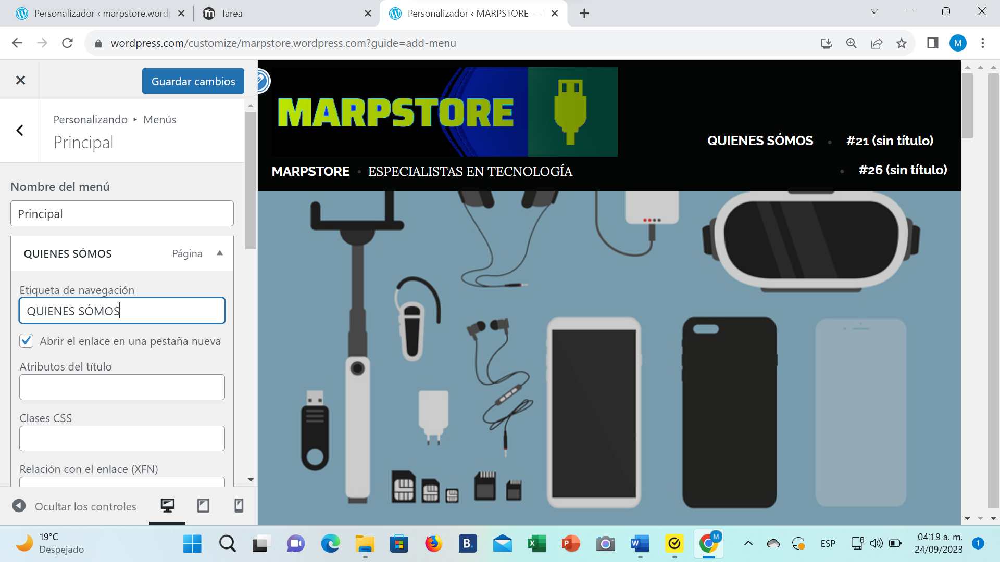 Personalizador ‹ marpstore.wordp
Tarea
Personalizador ‹ MARPSTORE —
wordpress.com/customize/marpstore.wordpress.com?guide=add-menu
M
Guardar cambios
Personalizando ▸ Menús
Principal
Nombre del menú
Principal
QUIENES SÓMOS Página
Etiqueta de navegación
QUIENES SÓMOS
Abrir el enlace en una pestaña nueva
Atributos del título
Clases CSS
Relación con el enlace (XFN)
Ocultar los controles
MARPSTORE
QUIENES SÓMOS • #21 (sin título)
• #26 (sin título)
MARPSTORE • ESPECIALISTAS EN TECNOLOGÍA
19°C
Despejado
B.
X
P
W
M
ESP
04:19 a. m.
24/09/2023
1